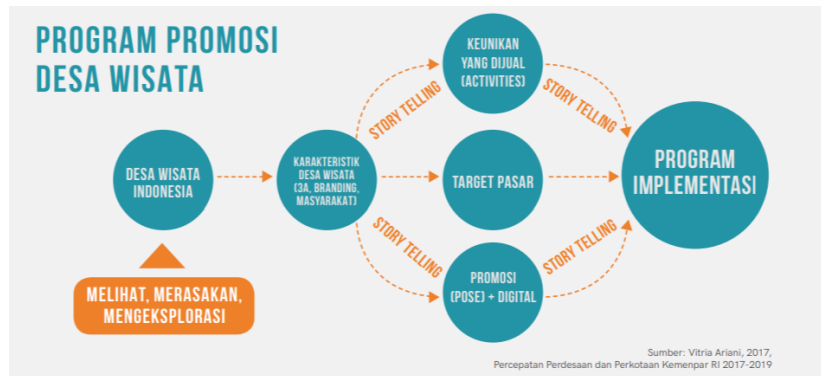 PROGRAM PROMOSI
DESA WISATA
DESA WISATA
INDONESIA
MELIHAT, MERASAKAN,
MENGEKSPLORASI
KARAKTERISTIK
DESA WISATA
(3A, BRANDING,
MASYARAKAT)
STORY TELLING
STORY TELLING
KEUNIKAN
YANG DIJUAL
(ACTIVITIES)
TARGET PASAR
PROMOSI
(POSE) + DIGITAL
STORY TELLING
STORY TELLING
PROGRAM
IMPLEMENTASI
Sumber: Vitria Ariani, 2017,
Percepatan Perdesaan dan Perkotaan Kemenpar RI 2017-2019